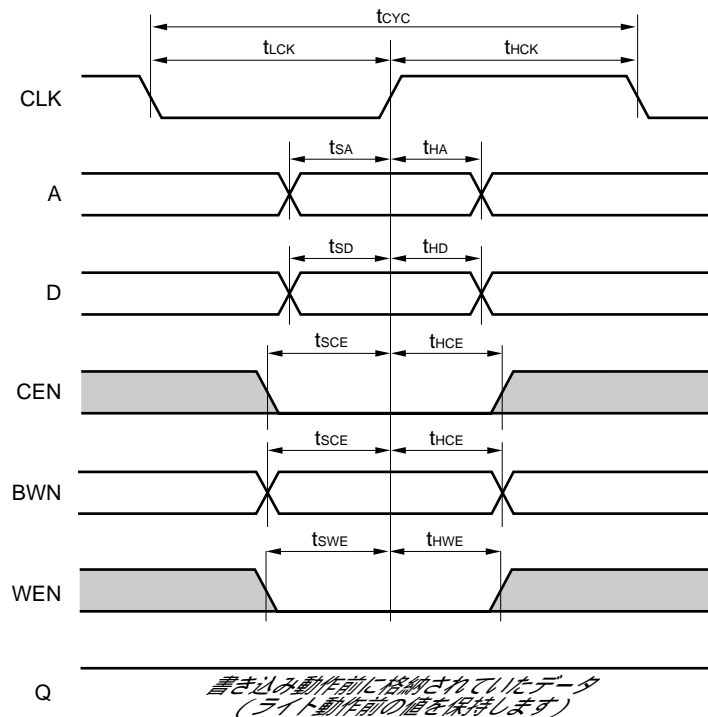 tCYC
tLCK tHCK
CLK
tSA tHA
A
tSD tHD
D
tSCE tHCE
CEN
tSCE tHCE
BWN
tSWE tHWE
WEN
Q
書き込み動作前に格納されていたデータ
(ライト動作前の値を保持します)